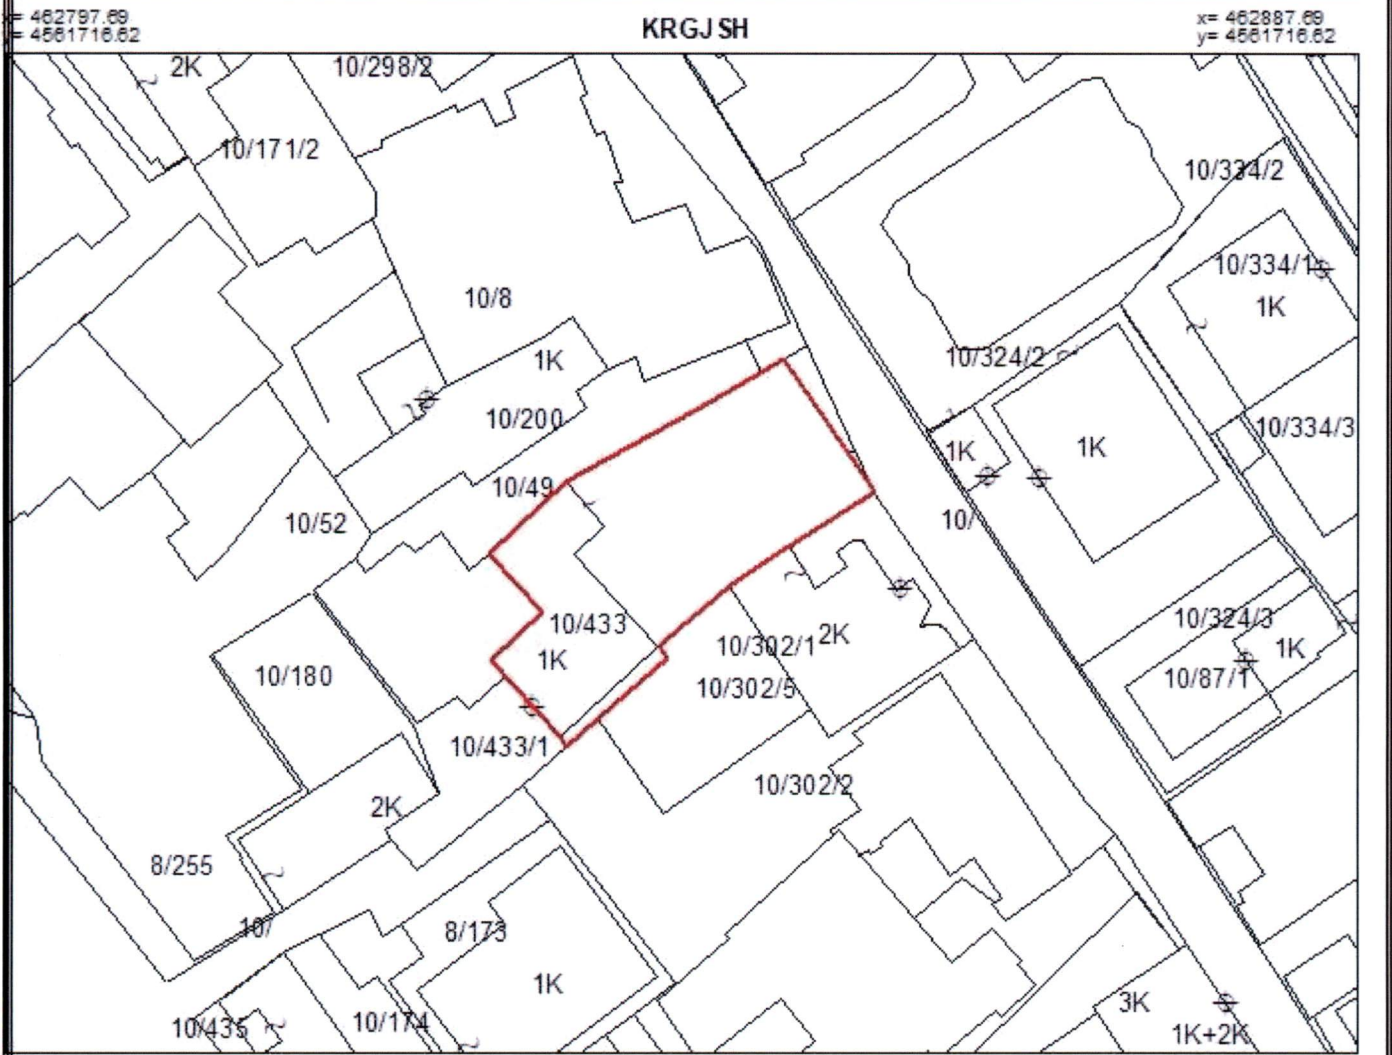 x= 462797.69
y= 4561716.62
KRGJSH
x= 462887.69
y= 4561716.62
2K
10/298/2
10/171/2
10/334/2
10/334/1
10/8
1K
1K
10/324/2
10/200
10/334/3
1K
1K
10/49
10/52
10/
10/433
10/324/3
2K
10/302/1
1K
1K
10/180
10/302/5
10/87/1
10/433/1
10/302/2
2K
8/255
10/
8/173
1K
3K
10/435
10/174
1K+2K